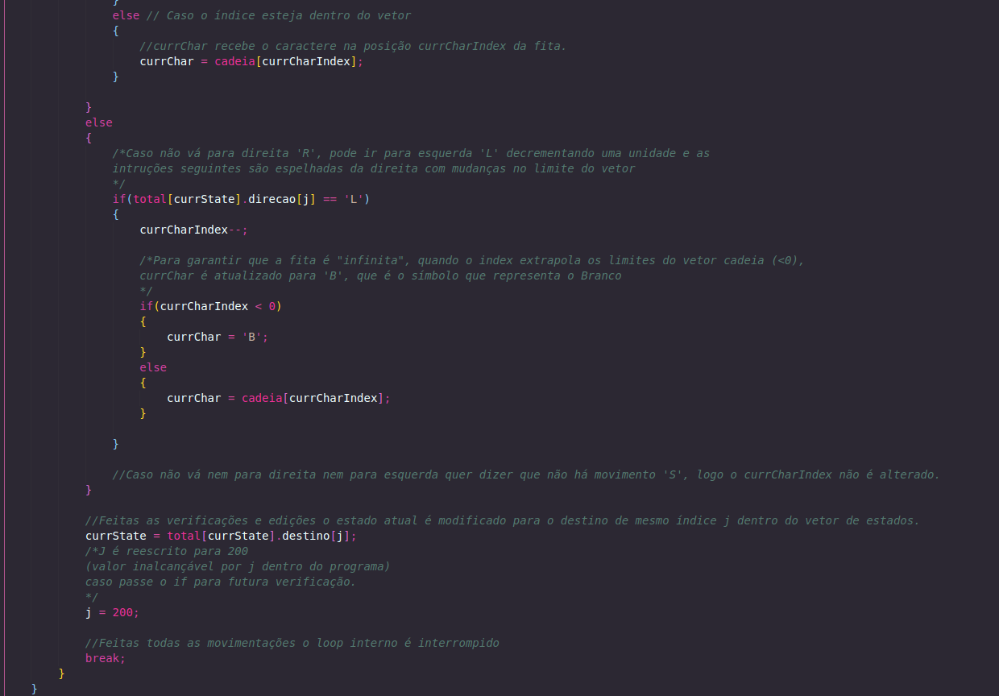 }
else // Caso o índice esteja dentro do vetor
{
//currChar recebe o caractere na posição currCharIndex da fita.
currChar = cadeia[currCharIndex];
}
}
else
{
/*Caso não vá para direita 'R', pode ir para esquerda 'L' decrementando uma unidade e as
intruções seguintes são espelhadas da direita com mudanças no limite do vetor
*/
if(total[currState].direcao[j] == 'L')
{
currCharIndex--;
/*Para garantir que a fita é "infinita", quando o index extrapola os limites do vetor cadeia (<0),
currChar é atualizado para 'B', que é o símbolo que representa o Branco
*/
if(currCharIndex < 0)
{
currChar = 'B';
}
else
{
currChar = cadeia[currCharIndex];
}
}
//Caso não vá nem para direita nem para esquerda quer dizer que não há movimento 'S', logo o currCharIndex não é alterado.
}
//Feitas as verificações e edições o estado atual é modificado para o destino de mesmo índice j dentro do vetor de estados.
currState = total[currState].destino[j];
/*J é reescrito para 200
(valor inalcançável por j dentro do programa)
caso passe o if para futura verificação.
*/
j = 200;
//Feitas todas as movimentações o loop interno é interrompido
break;
}
}